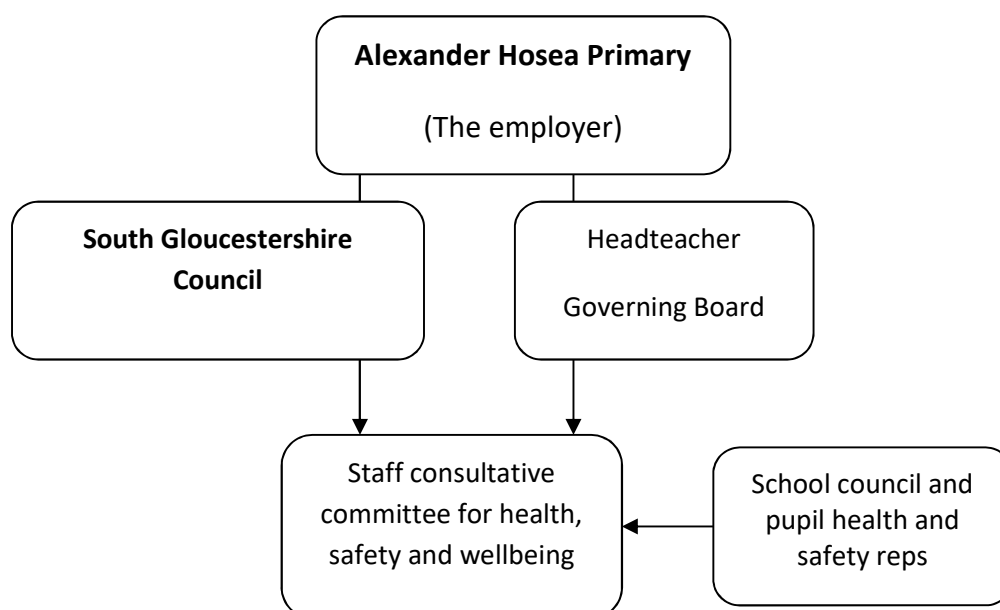 Alexander Hosea Primary
(The employer)
South Gloucestershire
Council
Headteacher
Governing Board
Staff consultative
committee for health,
safety and wellbeing
School council and
pupil health and
safety reps